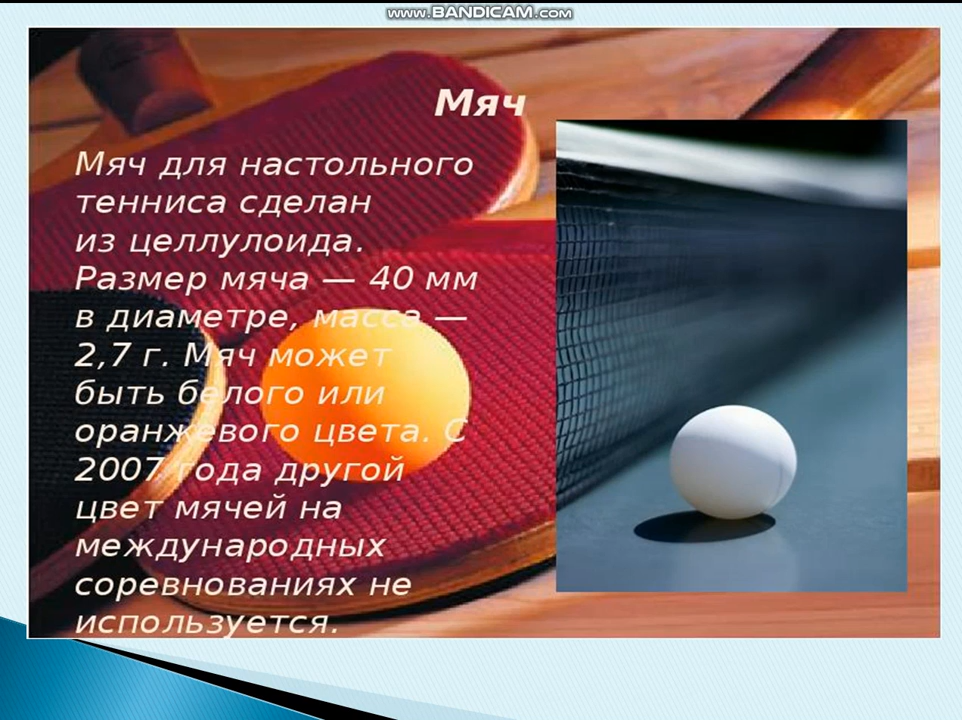 www.BANDICAM.com
Мяч
Мяч для настольного
тенниса сделан
из целлулоида.
Размер мяча — 40 мм
в диаметре, масса —
2,7 г. Мяч может
быть белого или
оранжевого цвета. С
2007 года другой
цвет мячей на
международных
соревнованиях не
используется.